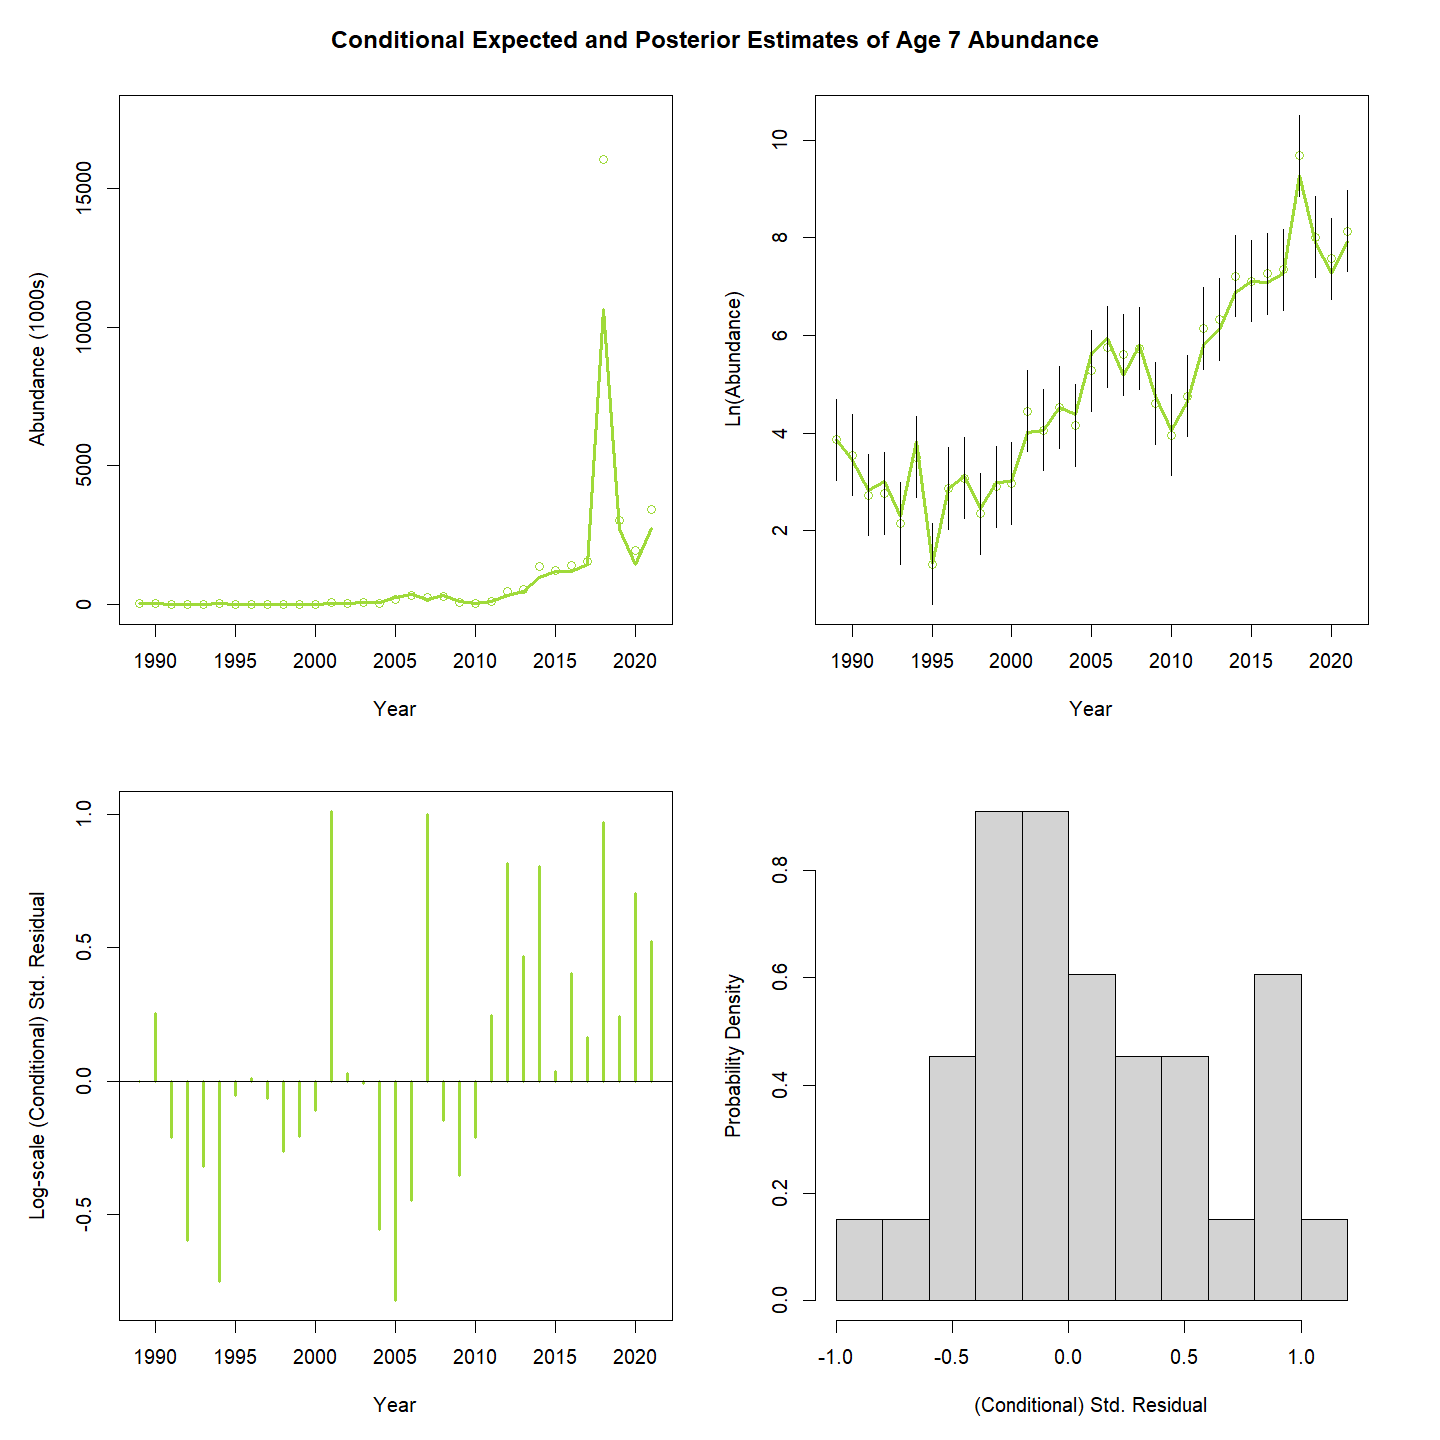 Conditional Expected and Posterior Estimates of Age 7 Abundance
Abundance (1000s)
15000
10000
5000
0
1990 1995 2000 2005 2010 2015 2020
Year
Ln(Abundance)
10
8
6
4
2
1990 1995 2000 2005 2010 2015 2020
Year
Log-scale (Conditional) Std. Residual
1.0
0.5
0.0
-0.5
1990 1995 2000 2005 2010 2015 2020
Year
Probability Density
0.8
0.6
0.4
0.2
0.0
-1.0 -0.5 0.0 0.5 1.0
(Conditional) Std. Residual